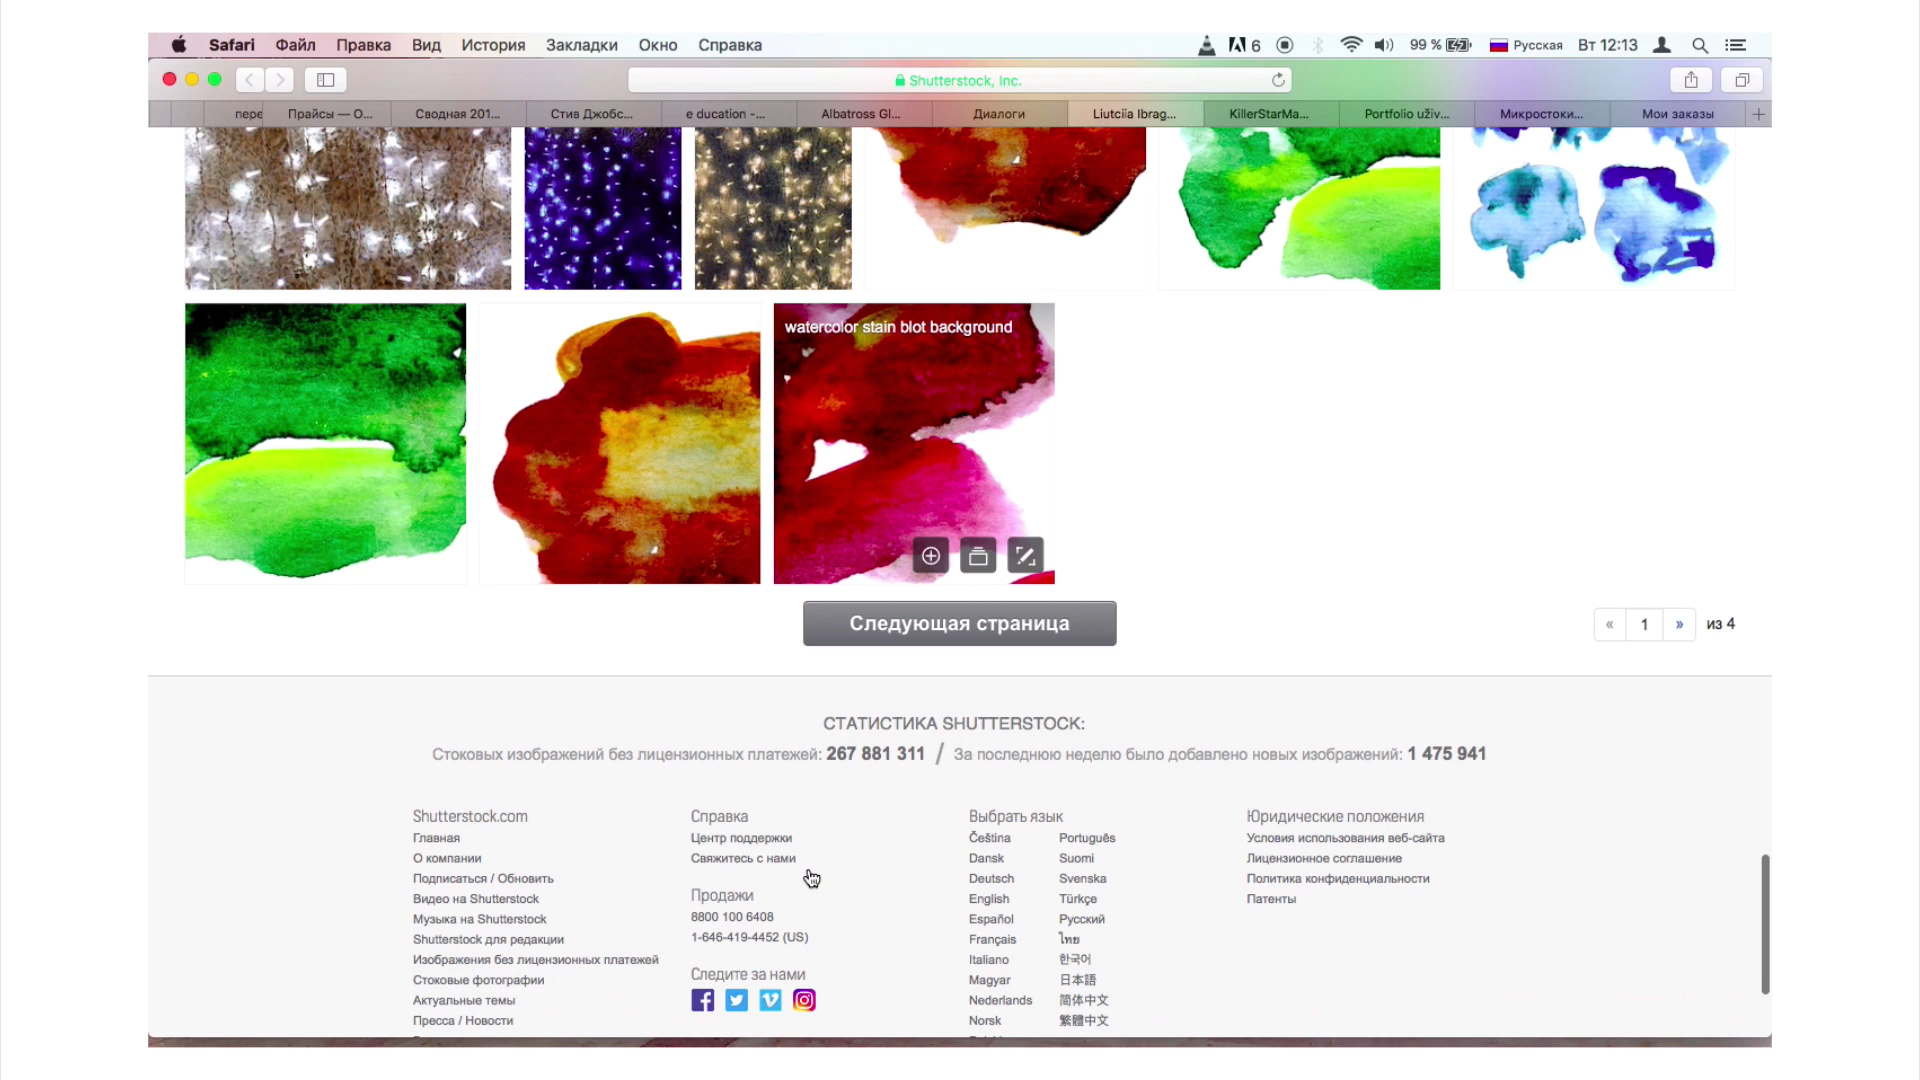 Safari Файл Правка Вид История Закладки Окно Справка
6 99 % Русская Вт 12:13
Shutterstock, Inc.
пере Прайсы — О... Сводная 201... Стив Джобс... e ducation -... Albatross Gl... Диалоги Liutciia Ibrag... KillerStarMa... Portfolio uživ... Микростоки... Мои заказы
watercolor stain blot background
Следующая страница
« 1 » из 4
СТАТИСТИКА SHUTTERSTOCK:
Стоковых изображений без лицензионных платежей: 267 881 311 / За последнюю неделю было добавлено новых изображений: 1 475 941
Shutterstock.com
Главная
О компании
Подписаться / Обновить
Видео на Shutterstock
Музыка на Shutterstock
Shutterstock для редакции
Изображения без лицензионных платежей
Стоковые фотографии
Актуальные темы
Пресса / Новости
Справка
Центр поддержки
Свяжитесь с нами
Продажи
8800 100 6408
1-646-419-4452 (US)
Следите за нами
Выбрать язык
Čeština
Dansk
Deutsch
English
Español
Français
Italiano
Magyar
Nederlands
Norsk
Português
Suomi
Svenska
Türkçe
Русский
ไทย
한국어
日本語
简体中文
繁體中文
Юридические положения
Условия использования веб-сайта
Лицензионное соглашение
Политика конфиденциальности
Патенты